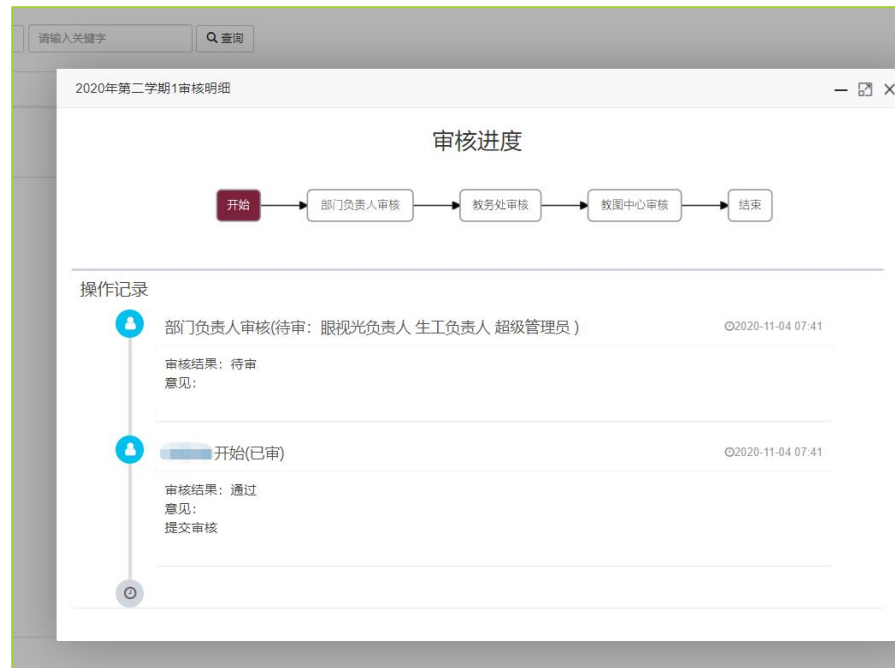 请输入关键字
查询
2020年第二学期1审核明细
审核进度
开始
部门负责人审核
教务处审核
教图中心审核
结束
操作记录
部门负责人审核(待审：眼视光负责人 生工负责人 超级管理员 )
2020-11-04 07:41
审核结果：待审
意见：
开始(已审)
2020-11-04 07:41
审核结果：通过
意见：
提交审核